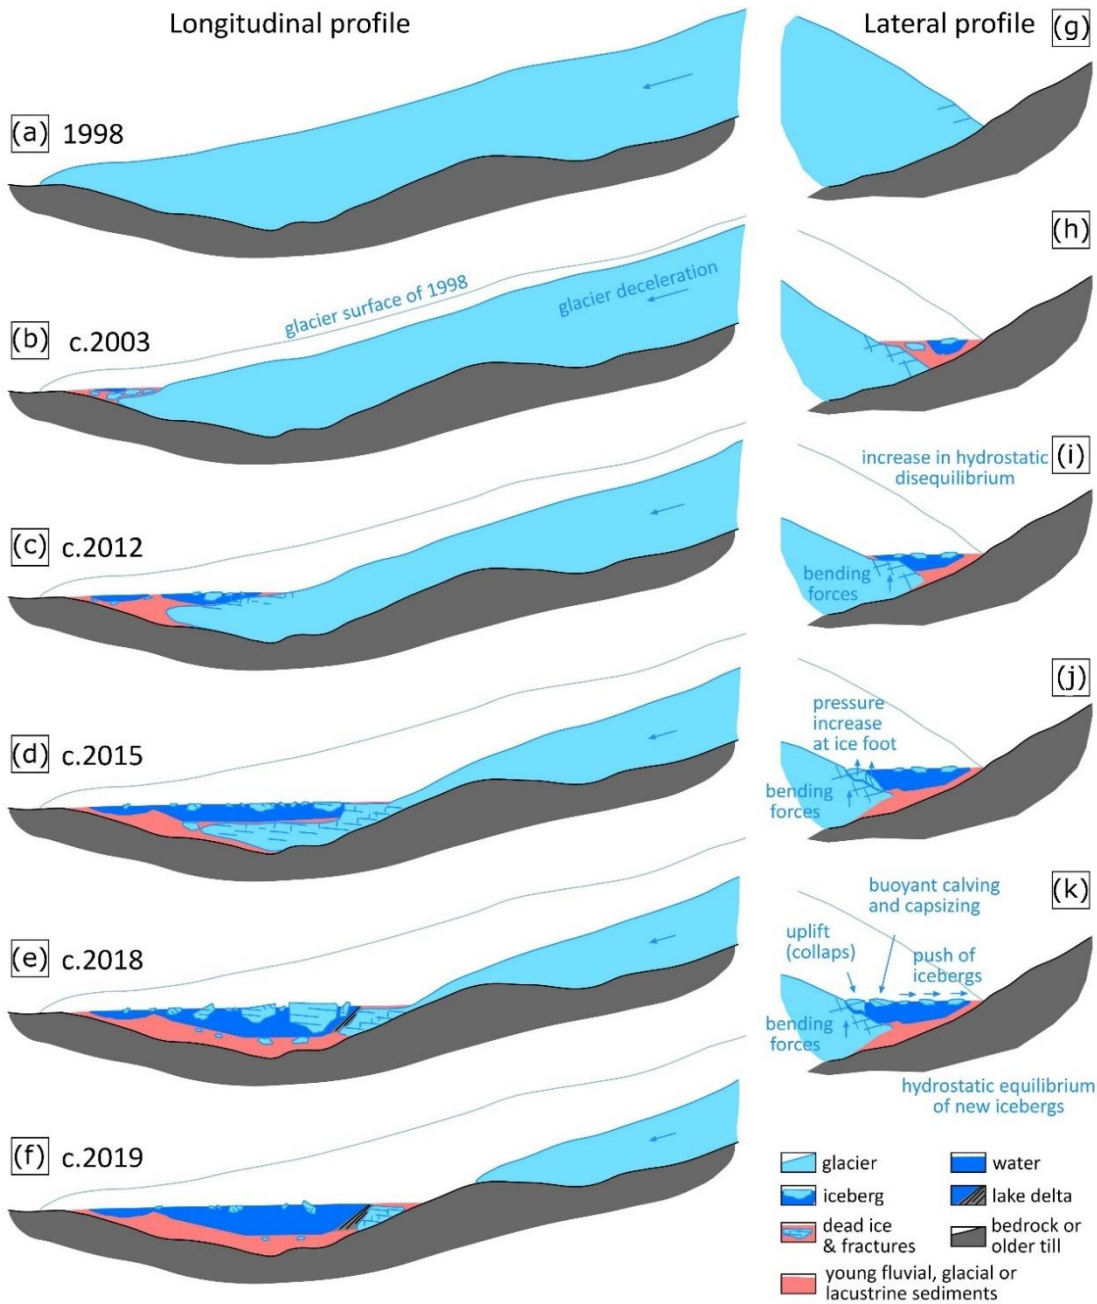 Longitudinal profile
Lateral profile
(g)
(a) 1998
(h)
glacier surface of 1998
glacier deceleration
(b) c.2003
(i)
increase in hydrostatic
disequilibrium
(c) c.2012
bending
forces
(j)
pressure
increase
at ice foot
(d) c.2015
bending
forces
(k)
buoyant calving
and capsizing
uplift
(collaps)
push of
icebergs
(e) c.2018
bending
forces
hydrostatic equilibrium
of new icebergs
(f) c.2019
glacier
water
iceberg
lake delta
dead ice
& fractures
bedrock or
older till
young fluvial, glacial or
lacustrine sediments